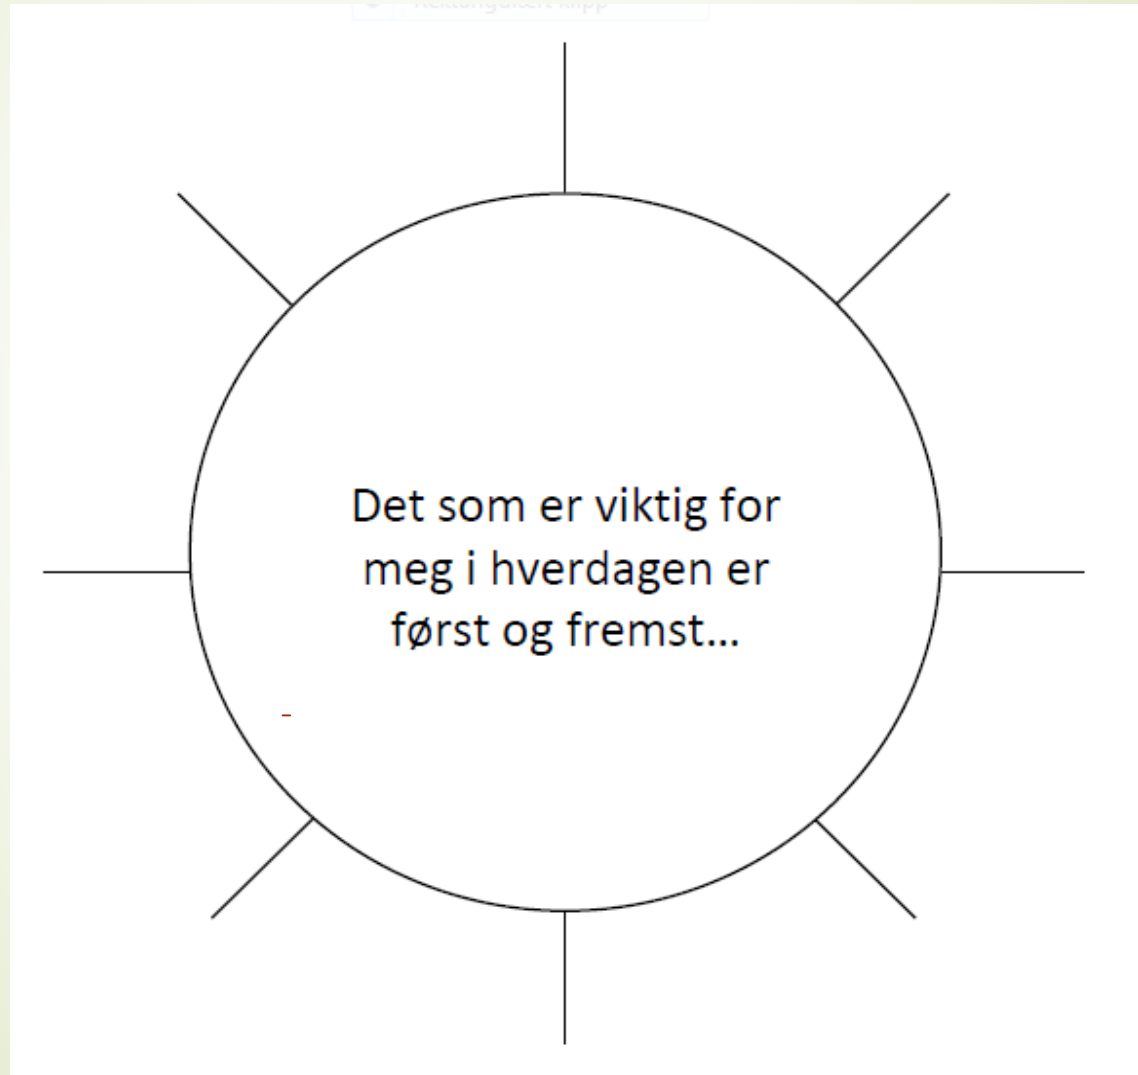 Det som er viktig for
meg i hverdagen er
først og fremst...